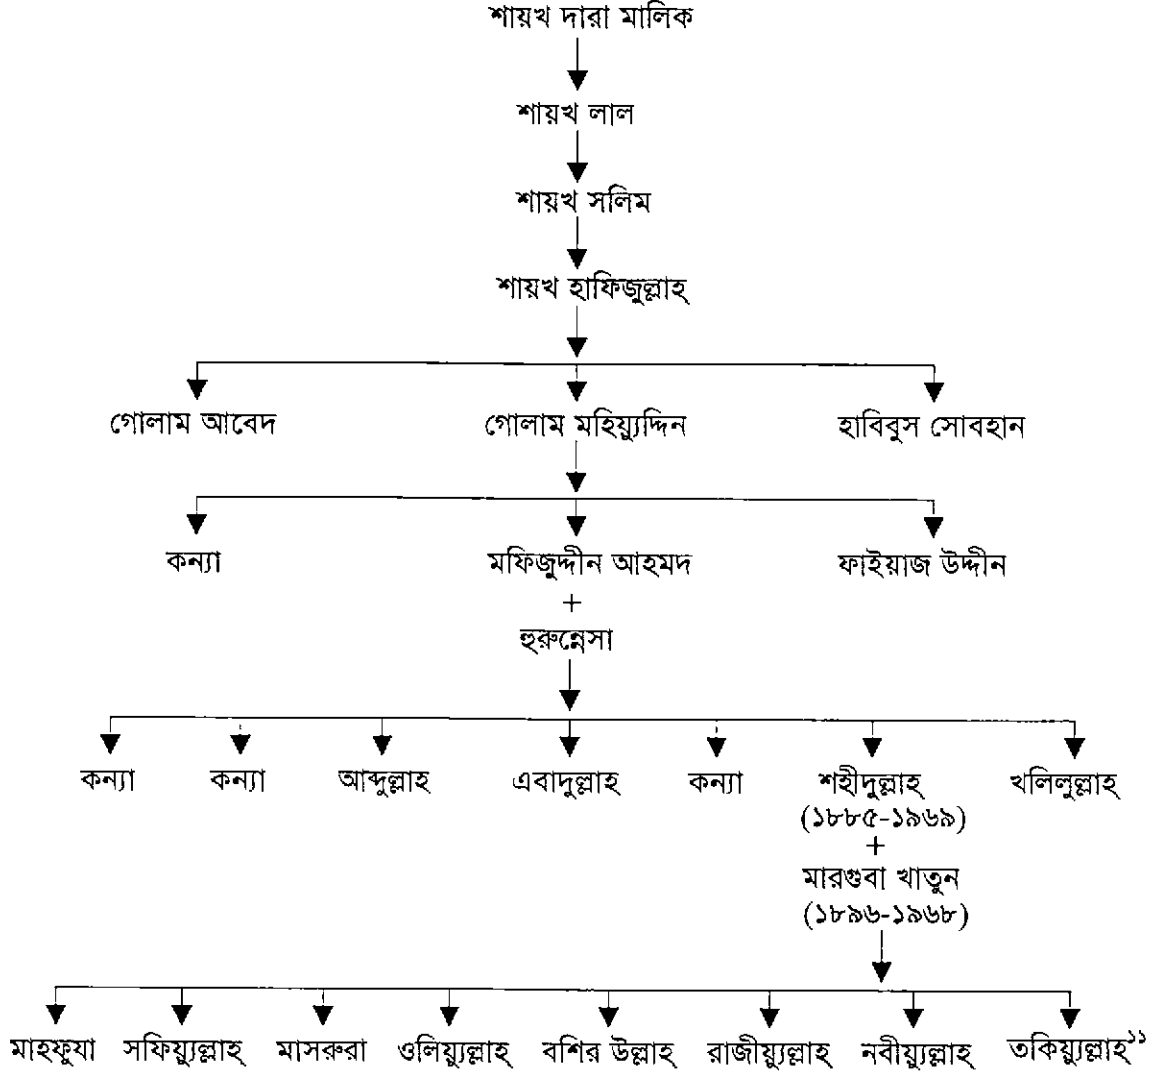 শায়খ দারা মালিক
শায়খ লাল
শায়খ সলিম
শায়খ হাফিজুল্লাহ্
গোলাম আবেদ গোলাম মহিয়্যুদ্দিন হাবিবুস সোবহান
কন্যা মফিজুদ্দীন আহমদ ফাইয়াজ উদ্দীন
+
হুরুন্নেসা
কন্যা কন্যা আব্দুল্লাহ এবাদুল্লাহ কন্যা শহীদুল্লাহ্ খলিলুল্লাহ্
(১৮৮৫-১৯৬৯)
+
মারগুবা খাতুন
(১৮৯৬-১৯৬৮)
মাহফুযা সফিয়্যুল্লাহ্ মাসরুরা ওলিয়্যুল্লাহ্ বশির উল্লাহ্ রাজীয়্যুল্লাহ্ নবীয়্যুল্লাহ্ তকিয়্যুল্লাহ্¹¹